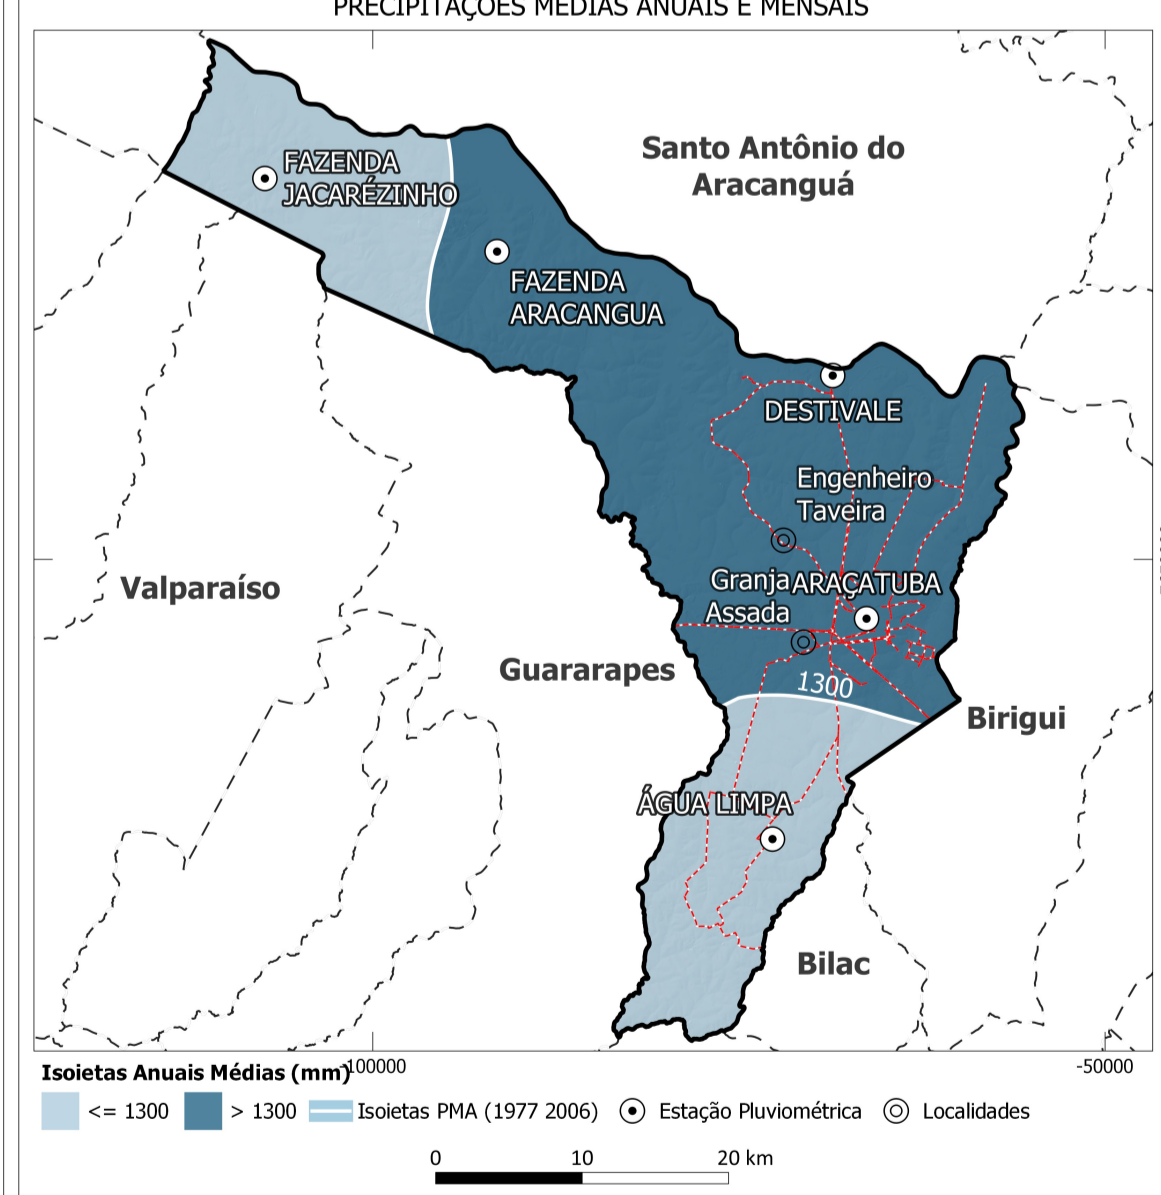 PRECIPITAÇÕES MÉDIAS ANUAIS E MENSAIS
Santo Antônio do
Aracanguá
FAZENDA
JACARÉZINHO
FAZENDA
ARACANGUA
DESTIVALE
Engenheiro
Taveira
Granja
Assada
ARAÇATUBA
Valparaíso
Guararapes
1300
Birigui
ÁGUA LIMPA
Bilac
-100000
-50000
Isoietas Anuais Médias (mm)
<= 1300
> 1300
Isoietas PMA (1977 2006)
Estação Pluviométrica
Localidades
0 10 20 km